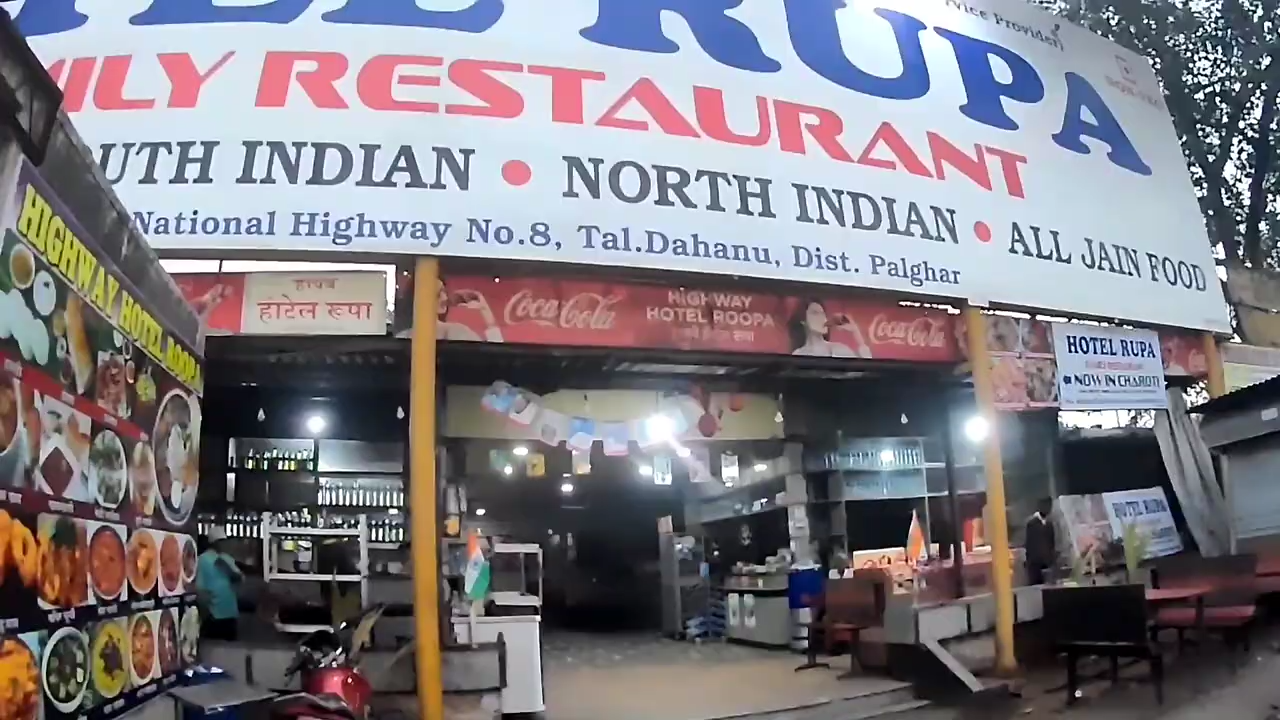 RUPA
RESTAURANT
UTH INDIAN • NORTH INDIAN • ALL JAIN FOOD
National Highway No.8, Tal.Dahanu, Dist. Palghar
HIGHWAY HOTEL ROOPA
हॉटेल रूपा
Coca-Cola
HIGHWAY
HOTEL ROOPA
Coca-Cola
HOTEL RUPA
NOW IN CHAROTI
HOTEL RUPA